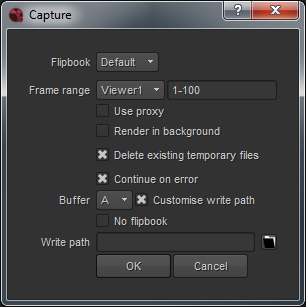 Capture
Flipbook Default
Frame range Viewer1 1-100
Use proxy
Render in background
Delete existing temporary files
Continue on error
Buffer A Customise write path
No flipbook
Write path
OK Cancel